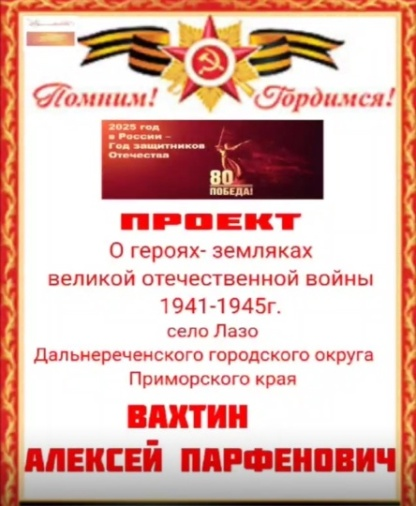 Помним! Гордимся!
2025 год
в России –
Год защитников
Отечества
80
ПОБЕДА!
ПРОЕКТ
О героях- земляках
великой отечественной войны
1941-1945г.
село Лазо
Дальнереченского городского округа
Приморского края
ВАХТИН
АЛЕКСЕЙ ПАРФЕНОВИЧ